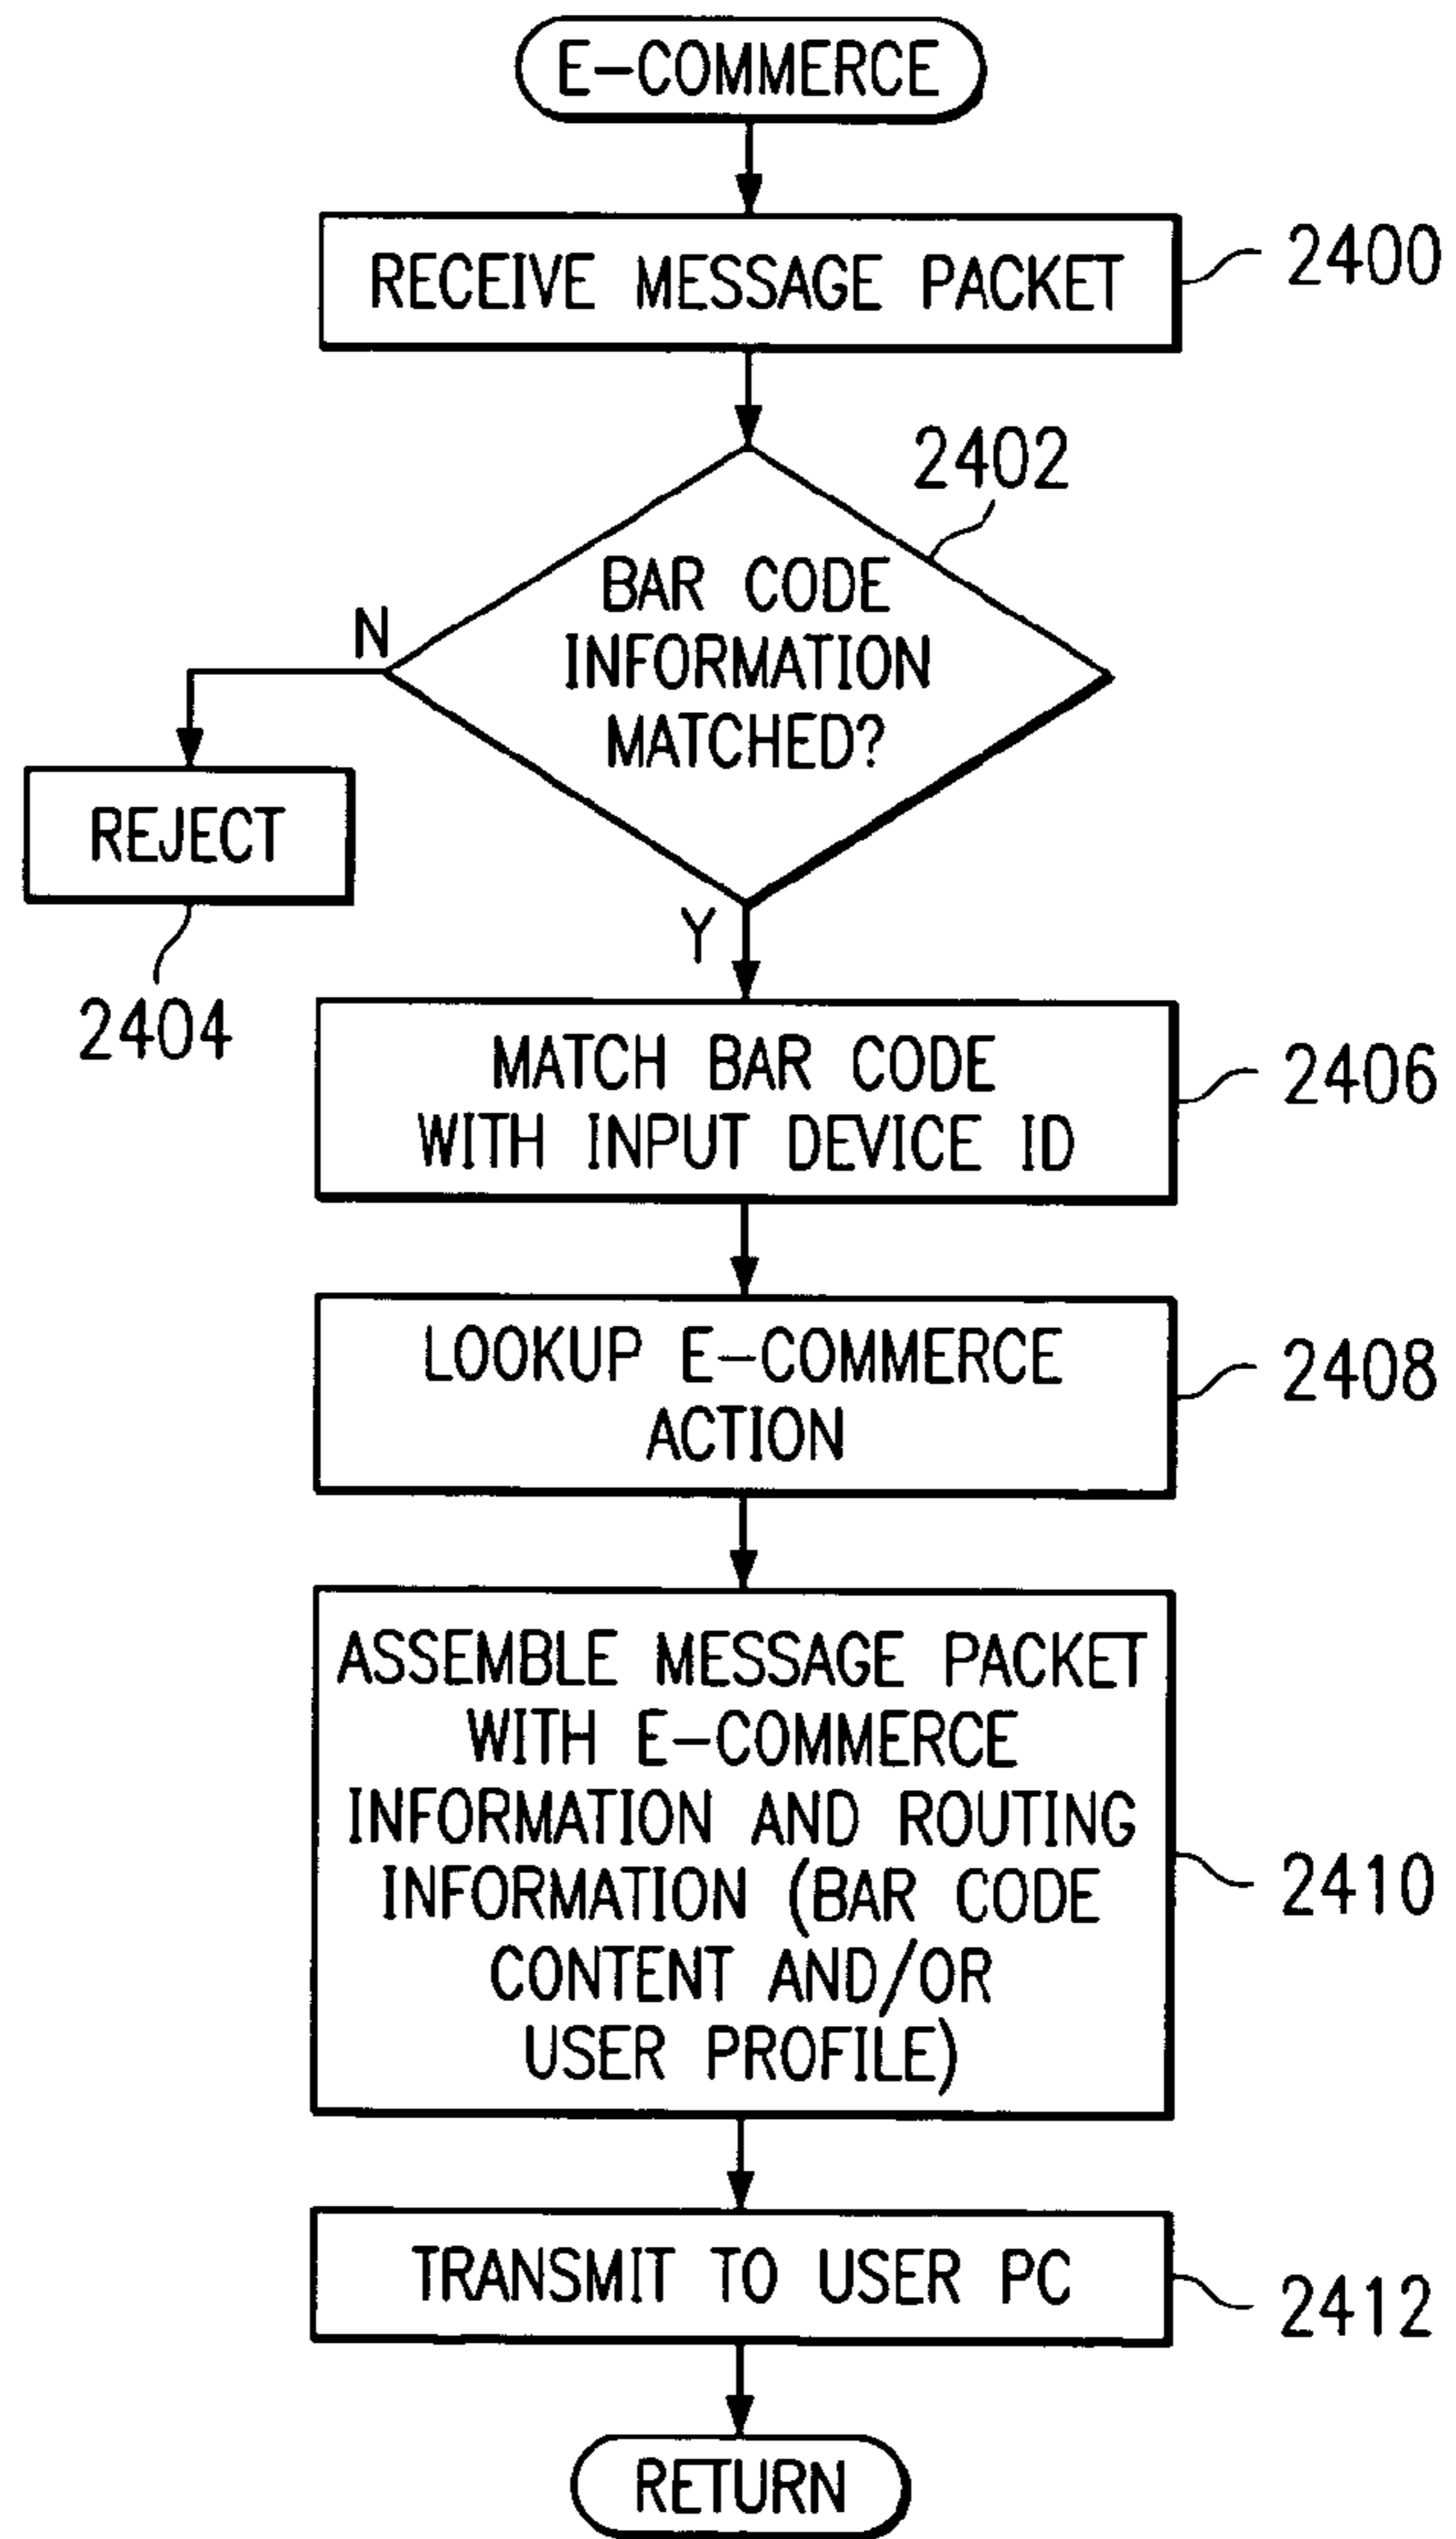 E-COMMERCE
RECEIVE MESSAGE PACKET
2400
2402
BAR CODE
INFORMATION
MATCHED?
N
REJECT
2404
Y
MATCH BAR CODE
WITH INPUT DEVICE ID
2406
LOOKUP E-COMMERCE
ACTION
2408
ASSEMBLE MESSAGE PACKET
WITH E-COMMERCE
INFORMATION AND ROUTING
INFORMATION (BAR CODE
CONTENT AND/OR
USER PROFILE)
2410
TRANSMIT TO USER PC
2412
RETURN